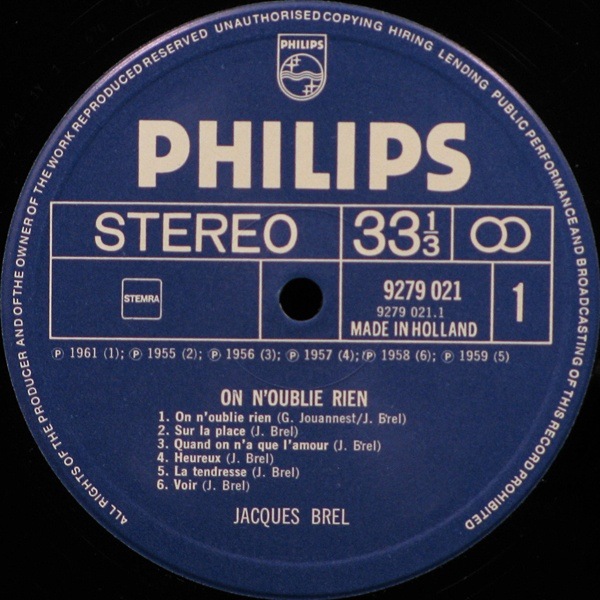 ALL RIGHTS OF THE PRODUCER AND OF THE OWNER OF THE WORK REPRODUCED RESERVED UNAUTHORISED COPYING HIRING LENDING PUBLIC PERFORMANCE AND BROADCASTING OF THIS RECORD PROHIBITED
PHILIPS
PHILIPS
STEREO 33 1/3
STEMRA
9279 021
9279 021.1
MADE IN HOLLAND
1
Ⓟ 1961 (1); Ⓟ 1955 (2); Ⓟ 1956 (3); Ⓟ 1957 (4); Ⓟ 1958 (6); Ⓟ 1959 (5)
ON N'OUBLIE RIEN
1. On n'oublie rien (G. Jouannest/J. Brel)
2. Sur la place (J. Brel)
3. Quand on n'a que l'amour (J. Brel)
4. Heureux (J. Brel)
5. La tendresse (J. Brel)
6. Voir (J. Brel)
JACQUES BREL